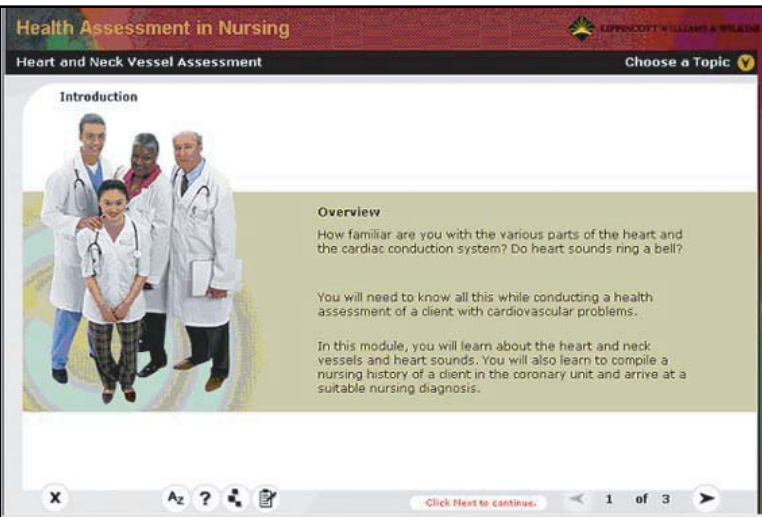 Health Assessment in Nursing
LIPPINCOTT WILLIAMS & WILKINS
Heart and Neck Vessel Assessment
Choose a Topic
Introduction
Overview
How familiar are you with the various parts of the heart and
the cardiac conduction system? Do heart sounds ring a bell?
You will need to know all this while conducting a health
assessment of a client with cardiovascular problems.
In this module, you will learn about the heart and neck
vessels and heart sounds. You will also learn to compile a
nursing history of a client in the coronary unit and arrive at a
suitable nursing diagnosis.
X
AZ ?
Click Next to continue.
1 of 3